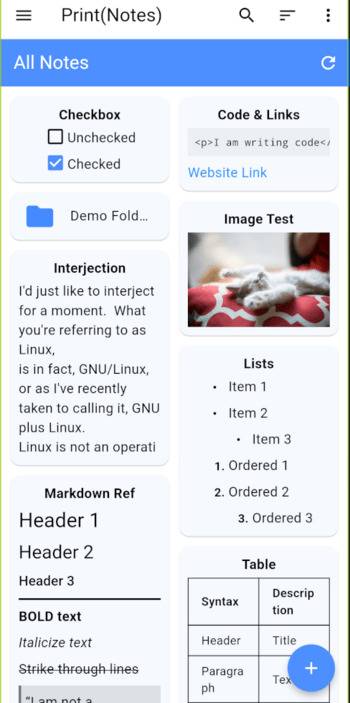 Print(Notes)
All Notes
Checkbox
Unchecked
Checked
Demo Fold...
Interjection
I'd just like to interject
for a moment. What
you're referring to as
Linux,
is in fact, GNU/Linux,
or as I've recently
taken to calling it, GNU
plus Linux.
Linux is not an operati
Markdown Ref
Header 1
Header 2
Header 3
BOLD text
Italicize text
Strike through lines
"I am not a
Code & Links
<p>I am writing code</
Website Link
Image Test
Lists
• Item 1
• Item 2
• Item 3
1. Ordered 1
2. Ordered 2
3. Ordered 3
Table
Syntax
Descrip
tion
Header
Title
Paragra
ph
+